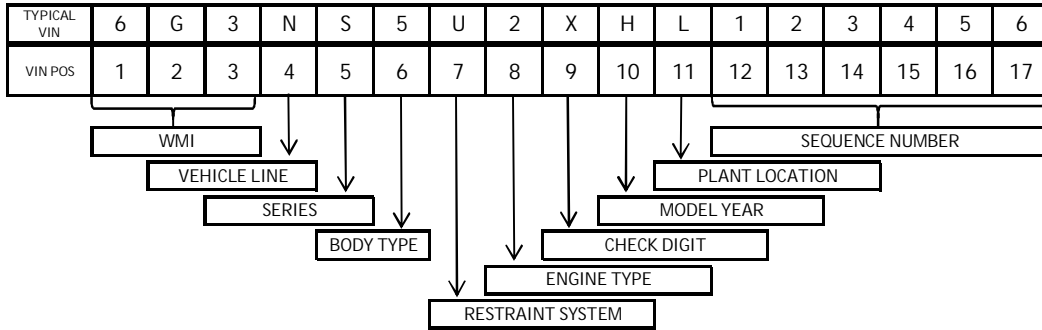 TYPICAL VIN 6 G 3 N S 5 U 2 X H L 1 2 3 4 5 6
VIN POS 1 2 3 4 5 6 7 8 9 10 11 12 13 14 15 16 17
WMI SEQUENCE NUMBER
VEHICLE LINE PLANT LOCATION
SERIES MODEL YEAR
BODY TYPE CHECK DIGIT
ENGINE TYPE
RESTRAINT SYSTEM